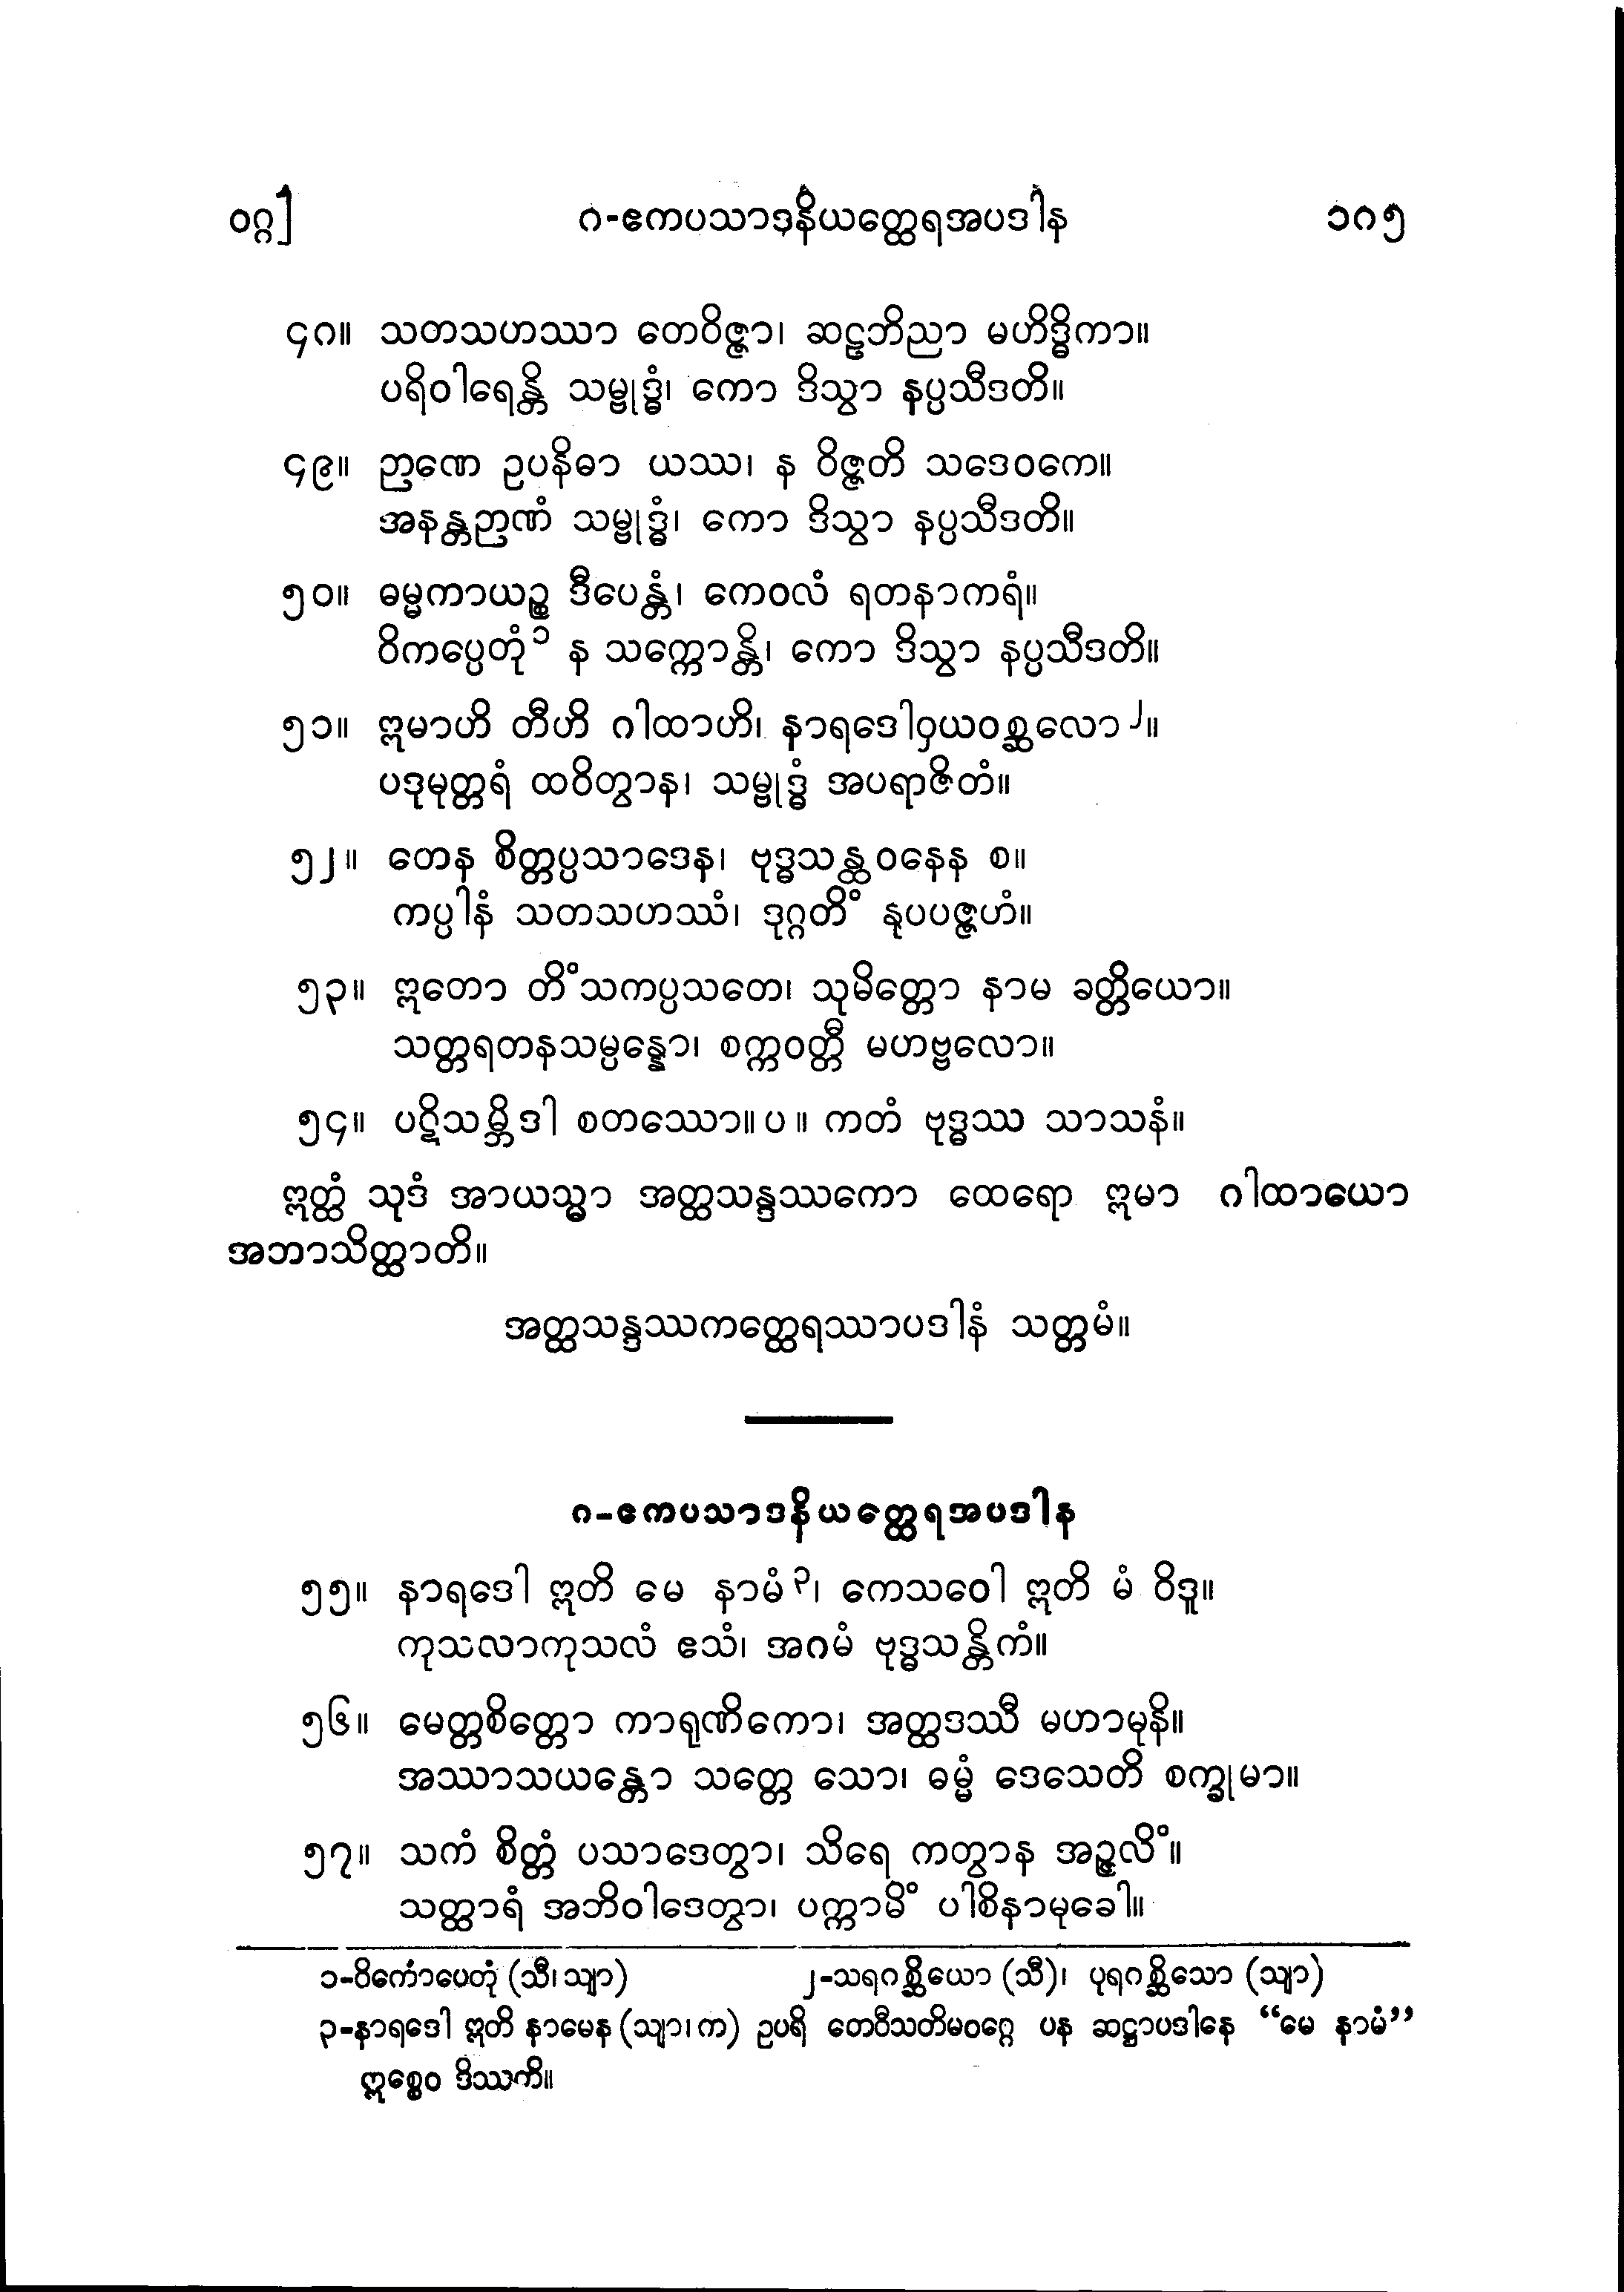 ဝဂ္ဂ]
၈-ဧကပသာဒနိယတ္ထေရအပဒါန
၁၈၅
၄၈။ သတသဟဿာ တေဝိဇ္ဇာ၊ ဆဠဘိညာ မဟိဒ္ဓိကာ။
ပရိဝါရေန္တိ သမ္ဗုဒ္ဓံ၊ ကော ဒိသွာ နပ္ပသီဒတိ။
၄၉။ ဉာဏေ ဥပနိဓာ ယဿ၊ န ဝိဇ္ဇတိ သဒေဝကေ။
အနန္တဉာဏံ သမ္ဗုဒ္ဓံ၊ ကော ဒိသွာ နပ္ပသီဒတိ။
၅၀။ ဓမ္မကာယဉ္စ ဒီပေန္တံ၊ ကေဝလံ ရတနာကရံ။
ဝိကပ္ပေတုံ ၁ န သက္ကောန္တိ၊ ကော ဒိသွာ နပ္ပသီဒတိ။
၅၁။ ဣမာဟိ တီဟိ ဂါထာဟိ၊ နာရဒေါဝှယဝစ္ဆလော ၂။
ပဒုမုတ္တရံ ထဝိတွာန၊ သမ္ဗုဒ္ဓံ အပရာဇိတံ။
၅၂။ တေန စိတ္တပ္ပသာဒေန၊ ဗုဒ္ဓသန္ထဝနေန စ။
ကပ္ပါနံ သတသဟဿံ၊ ဒုဂ္ဂတိံ နုပပဇ္ဇဟံ။
၅၃။ ဣတော တိံသကပ္ပသတေ၊ သုမိတ္တော နာမ ခတ္တိယော။
သတ္တရတနသမ္ပန္နော၊ စက္ကဝတ္တီ မဟဗ္ဗလော။
၅၄။ ပဋိသမ္ဘိဒါ စတဿော။ပ။ ကတံ ဗုဒ္ဓဿ သာသနံ။
ဣတ္ထံ သုဒံ အာယသ္မာ အတ္ထသန္ဒဿကော ထေရော ဣမာ ဂါထာယော
အဘာသိတ္ထာတိ။
အတ္ထသန္ဒဿကတ္ထေရဿာပဒါနံ သတ္တမံ။
၈-ဧကပသာဒနိယတ္ထေရအပဒါန
၅၅။ နာရဒေါ ဣတိ မေ နာမံ ၃၊ ကေသဝေါ ဣတိ မံ ဝိဒူ။
ကုသလာကုသလံ ဧသံ၊ အဂမံ ဗုဒ္ဓသန္တိကံ။
၅၆။ မေတ္တစိတ္တော ကာရုဏိကော၊ အတ္ထဒဿီ မဟာမုနိ။
အဿာသယန္တော သတ္တေ သော၊ ဓမ္မံ ဒေသေတိ စက္ခုမာ။
၅၇။ သကံ စိတ္တံ ပသာဒေတွာ၊ သိရေ ကတွာန အဉ္ဇလိံ။
သတ္ထာရံ အဘိဝါဒေတွာ၊ ပက္ကာမိံ ပါစိနာမုခေါ။
၁-ဝိကောံပေတုံ (သီ၊ သျာ) ၂-သရဂစ္ဆိယော (သီ)၊ ပုရဂစ္ဆိသော (သျာ)
၃-နာရဒေါ ဣတိ နာမေန (သျာ၊ က) ဥပရိ တေဝီသတိမဝဂ္ဂေ ပန ဆဋ္ဌာပဒါနေ “မေ နာမံ”
ဣစ္စေဝ ဒိဿကိ။